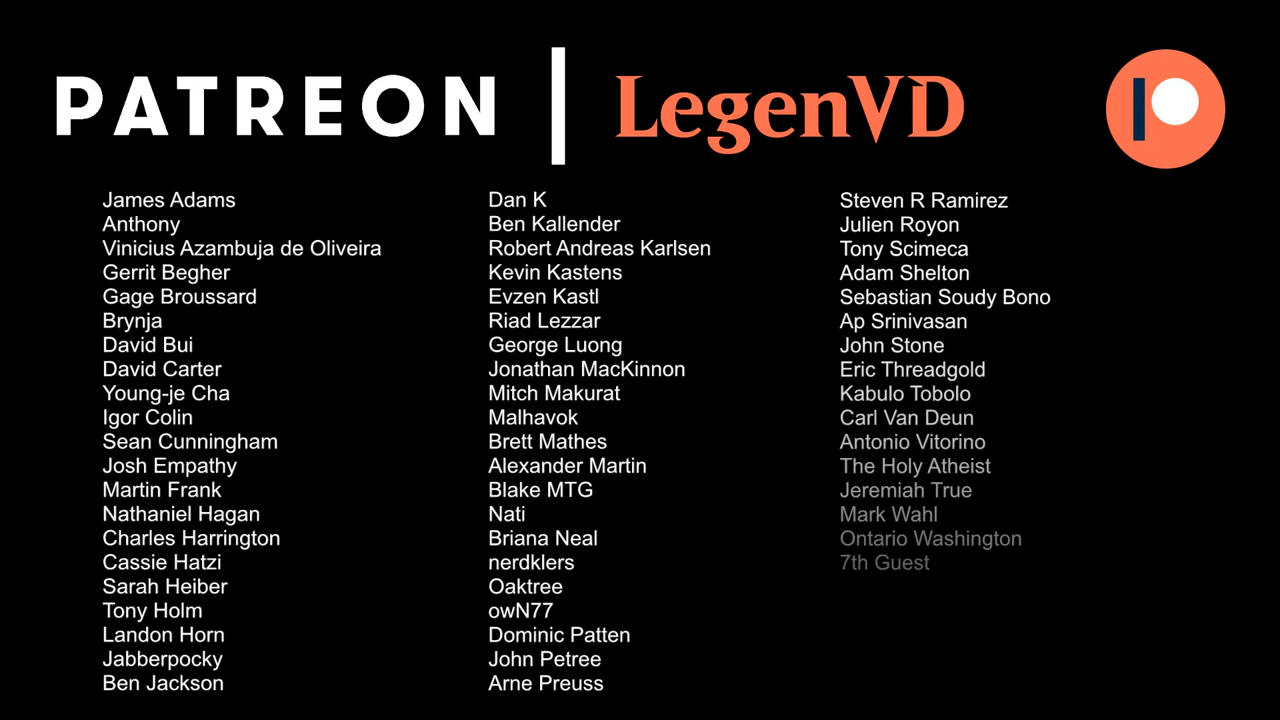 PATREON | LegenVD
James Adams
Anthony
Vinicius Azambuja de Oliveira
Gerrit Begher
Gage Broussard
Brynja
David Bui
David Carter
Young-je Cha
Igor Colin
Sean Cunningham
Josh Empathy
Martin Frank
Nathaniel Hagan
Charles Harrington
Cassie Hatzi
Sarah Heiber
Tony Holm
Landon Horn
Jabberpocky
Ben Jackson
Dan K
Ben Kallender
Robert Andreas Karlsen
Kevin Kastens
Evzen Kastl
Riad Lezzar
George Luong
Jonathan MacKinnon
Mitch Makurat
Malhavok
Brett Mathes
Alexander Martin
Blake MTG
Nati
Briana Neal
nerdklers
Oaktree
owN77
Dominic Patten
John Petree
Arne Preuss
Steven R Ramirez
Julien Royon
Tony Scimeca
Adam Shelton
Sebastian Soudy Bono
Ap Srinivasan
John Stone
Eric Threadgold
Kabulo Tobolo
Carl Van Deun
Antonio Vitorino
The Holy Atheist
Jeremiah True
Mark Wahl
Ontario Washington
7th Guest